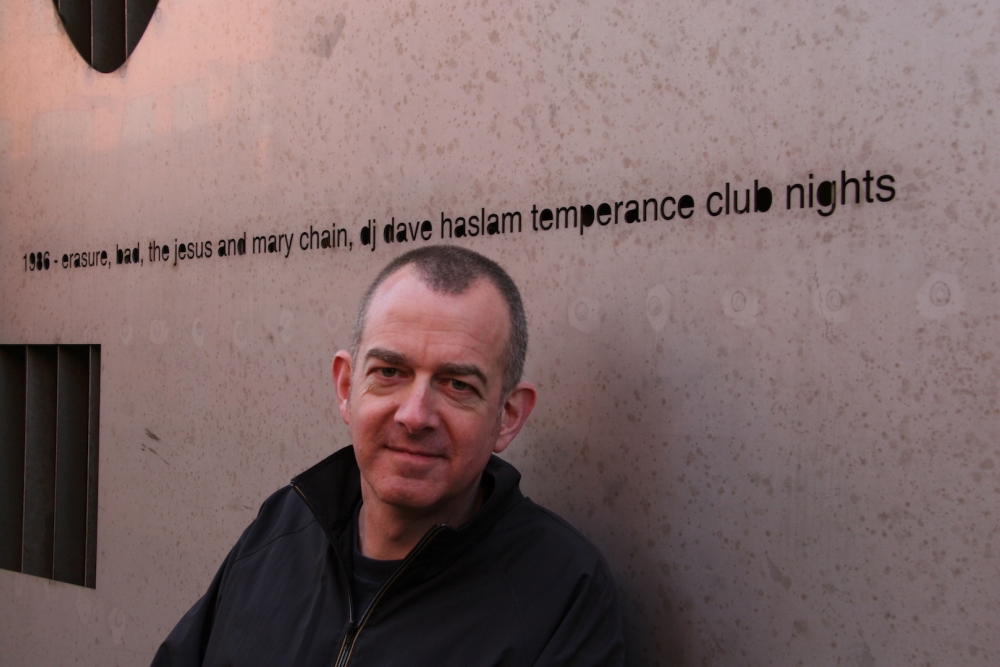 1986 - erasure, bad, the jesus and mary chain, dj dave haslam temperance club nights